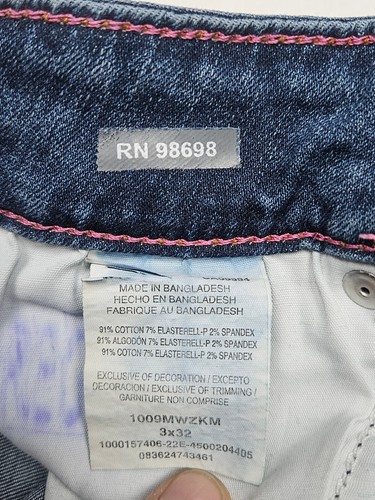 RN 98698
MADE IN BANGLADESH
HECHO EN BANGLADESH
FABRIQUE AU BANGLADESH
91% COTTON 7% ELASTERELL-P 2% SPANDEX
91% ALGODÓN 7% ELASTERELL-P 2% SPANDEX
91% COTTON 7% ELASTERELL-P 2% SPANDEX
EXCLUSIVE OF DECORATION / EXCEPTO
DECORACION / EXCLUSIVE OF TRIMMING /
GARNITURE NON COMPRISE
1009MWZKM
3x32
1000157406-22E-4500204405
083624743461